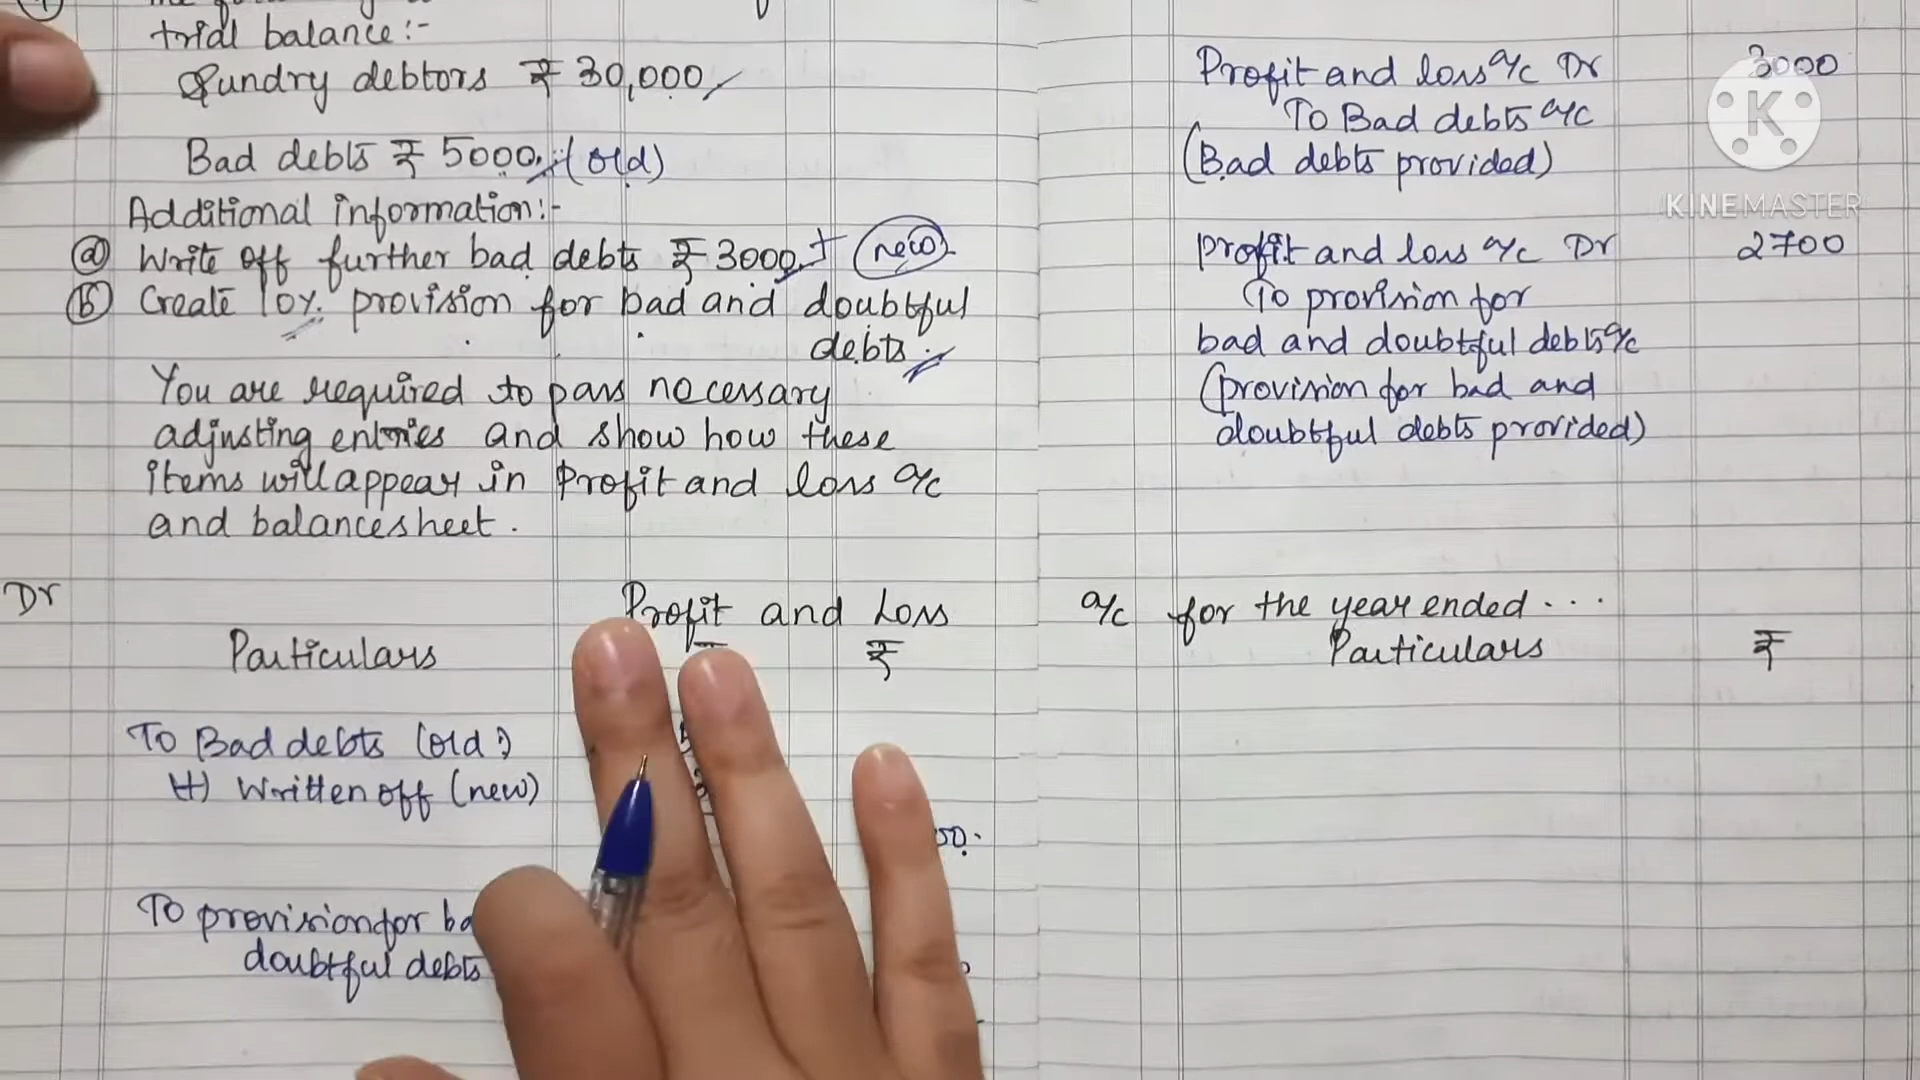 trial balance:-
Sundry debtors ₹ 30,000
Bad debts ₹ 5000 (old)
Additional information:-
(a) Write off further bad debts ₹ 3000 + (new)
(b) Create 10% provision for bad and doubtful
debts.
You are required to pass necessary
adjusting entries and show how these
items will appear in Profit and loss a/c
and balancesheet.
Profit and loss a/c Dr 3000
To Bad debts a/c
(Bad debts provided)
Profit and loss a/c Dr 2700
To provision for
bad and doubtful debts a/c
(provision for bad and
doubtful debts provided)
K
KINEMASTER
Dr Profit and Loss a/c for the year ended...
Particulars ₹ Particulars ₹
To Bad debts (old)
(+) Written off (new)
To provision for
doubtful debts